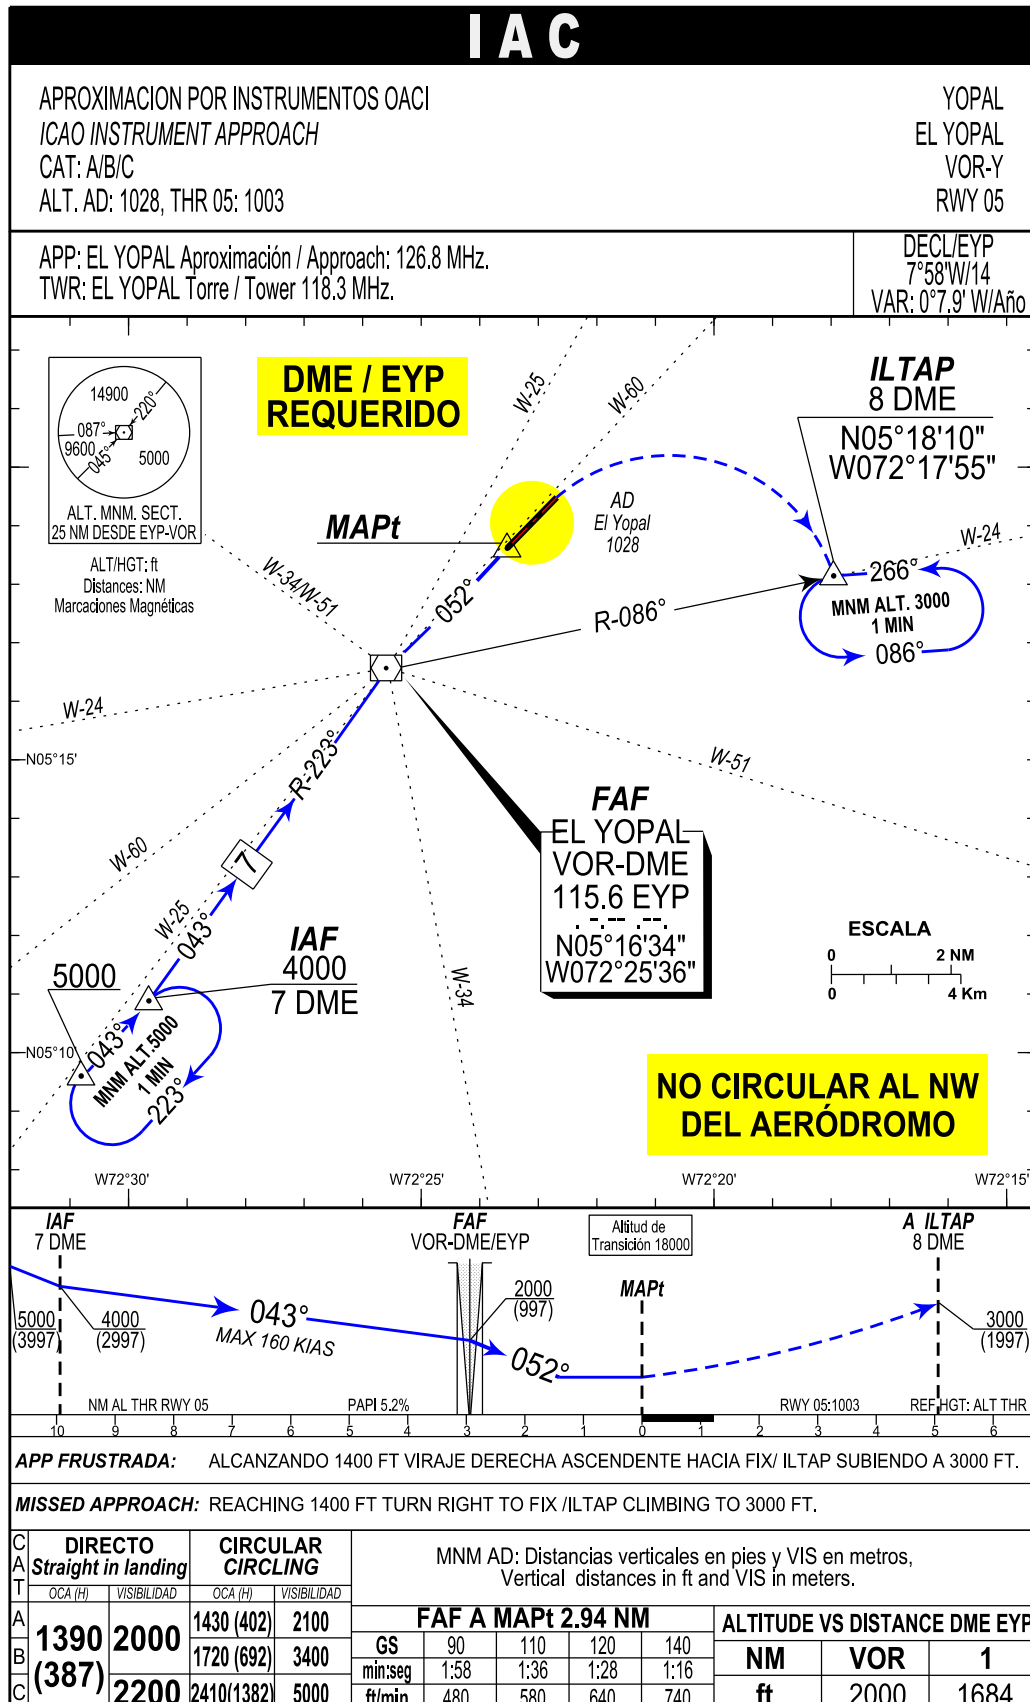 IAC
APROXIMACION POR INSTRUMENTOS OACI
ICAO INSTRUMENT APPROACH
CAT: A/B/C
ALT. AD: 1028, THR 05: 1003
YOPAL
EL YOPAL
VOR-Y
RWY 05
APP: EL YOPAL Aproximación / Approach: 126.8 MHz.
TWR: EL YOPAL Torre / Tower 118.3 MHz.
DECL/EYP
7°58'W/14
VAR: 0°7.9' W/Año
14900
220°
087°
9600
045°
5000
ALT. MNM. SECT.
25 NM DESDE EYP-VOR
ALT/HGT: ft
Distances: NM
Marcaciones Magnéticas
DME / EYP
REQUERIDO
W-25
W-60
ILTAP
8 DME
N05°18'10"
W072°17'55"
MAPt
AD
El Yopal
1028
W-24
W-34/W-51
052°
R-086°
266°
MNM ALT. 3000
1 MIN
086°
W-24
N05°15'
R-223°
W-51
W-60
7
FAF
EL YOPAL
VOR-DME
115.6 EYP
. -.-- .--.
N05°16'34"
W072°25'36"
W-25
043°
IAF
4000
7 DME
W-34
ESCALA
0 2 NM
0 4 Km
5000
N05°10'
043°
MNM ALT.5000
1 MIN
223°
NO CIRCULAR AL NW
DEL AERÓDROMO
W72°30' W72°25' W72°20' W72°15'
IAF
7 DME
FAF
VOR-DME/EYP
Altitud de
Transición 18000
A ILTAP
8 DME
MAPt
5000
(3997)
4000
(2997)
043°
MAX 160 KIAS
2000
(997)
052°
3000
(1997)
NM AL THR RWY 05 PAPI 5.2% RWY 05:1003 REF HGT: ALT THR
10 9 8 7 6 5 4 3 2 1 0 1 2 3 4 5 6
APP FRUSTRADA: ALCANZANDO 1400 FT VIRAJE DERECHA ASCENDENTE HACIA FIX/ ILTAP SUBIENDO A 3000 FT.
MISSED APPROACH: REACHING 1400 FT TURN RIGHT TO FIX /ILTAP CLIMBING TO 3000 FT.
CAT
DIRECTO
Straight in landing
CIRCULAR
CIRCLING
OCA (H) VISIBILIDAD OCA (H) VISIBILIDAD
A 1390 (387) 2000 1430 (402) 2100
B 1720 (692) 3400
C 2200 2410(1382) 5000
MNM AD: Distancias verticales en pies y VIS en metros,
Vertical distances in ft and VIS in meters.
FAF A MAPt 2.94 NM
GS 90 110 120 140
min:seg 1:58 1:36 1:28 1:16
ft/min 480 580 640 740
ALTITUDE VS DISTANCE DME EYP
NM VOR 1
ft 2000 1684